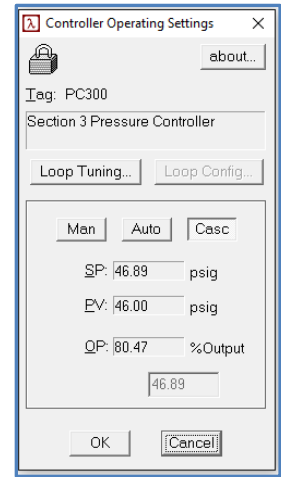 Controller Operating Settings
about...
Tag: PC300
Section 3 Pressure Controller
Loop Tuning... Loop Config...
Man Auto Casc
SP: 46.89 psig
PV: 46.00 psig
OP: 80.47 %Output
46.89
OK Cancel